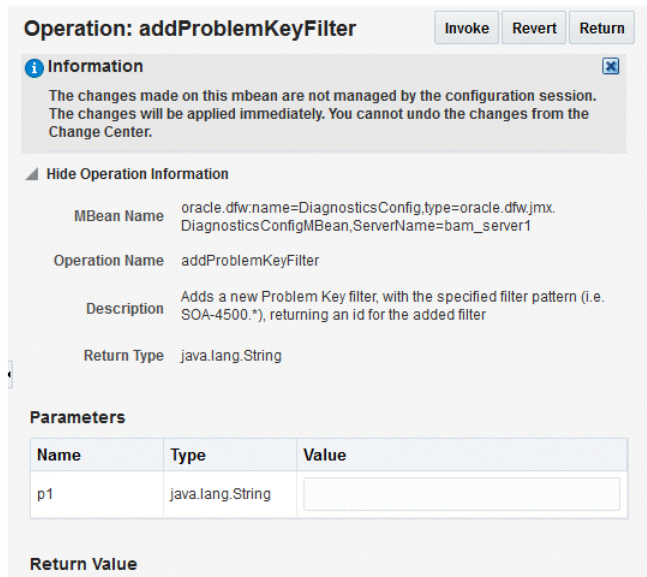 Operation: addProblemKeyFilter
Invoke Revert Return
Information
The changes made on this mbean are not managed by the configuration session.
The changes will be applied immediately. You cannot undo the changes from the
Change Center.
Hide Operation Information
MBean Name oracle.dfw:name=DiagnosticsConfig,type=oracle.dfw.jmx.
DiagnosticsConfigMBean,ServerName=bam_server1
Operation Name addProblemKeyFilter
Description Adds a new Problem Key filter, with the specified filter pattern (i.e.
SOA-4500.*), returning an id for the added filter
Return Type java.lang.String
Parameters
Name Type Value
p1 java.lang.String
Return Value